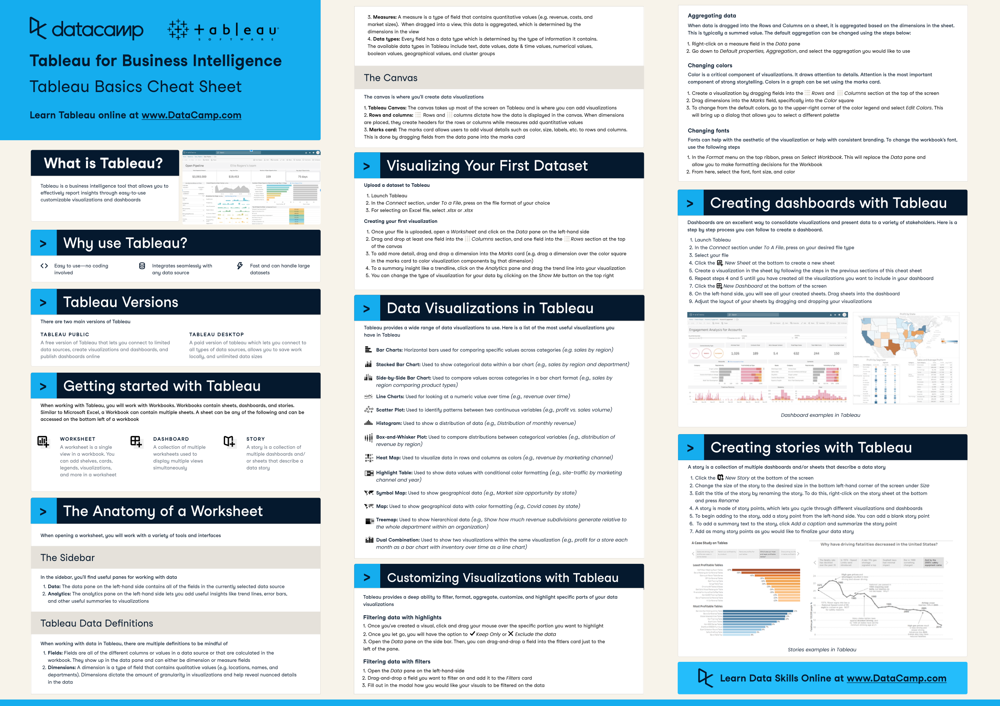 datacamp
+ableau
SOFTWARE
Tableau for Business Intelligence
Tableau Basics Cheat Sheet
Learn Tableau online at www.DataCamp.com
What is Tableau?
Tableau is a business intelligence tool that allows you to
effectively report insights through easy-to-use
customizable visualizations and dashboards
Open Pipeline
Ellie Rogers's team
$3,093,000
$19,453
159
75 days
> Why use Tableau?
Easy to use—no coding
involved
Integrates seamlessly with
any data source
Fast and can handle large
datasets
> Tableau Versions
There are two main versions of Tableau
TABLEAU PUBLIC
A free version of Tableau that lets you connect to limited
data sources, create visualizations and dashboards, and
publish dashboards online
TABLEAU DESKTOP
A paid version of tableau which lets you connect to
all types of data sources, allows you to save work
locally, and unlimited data sizes
> Getting started with Tableau
When working with Tableau, you will work with Workbooks. Workbooks contain sheets, dashboards, and stories.
Similar to Microsoft Excel, a Workbook can contain multiple sheets. A sheet can be any of the following and can be
accessed on the bottom left of a workbook
WORKSHEET
A worksheet is a single
view in a workbook. You
can add shelves, cards,
legends, visualizations,
and more in a worksheet
DASHBOARD
A collection of multiple
worksheets used to
display multiple views
simultaneously
STORY
A story is a collection of
multiple dashboards and/
or sheets that describe a
data story
> The Anatomy of a Worksheet
When opening a worksheet, you will work with a variety of tools and interfaces
The Sidebar
In the sidebar, you'll find useful panes for working with data
1. Data: The data pane on the left-hand side contains all of the fields in the currently selected data source
2. Analytics: The analytics pane on the left-hand side lets you add useful insights like trend lines, error bars,
and other useful summaries to visualizations
Tableau Data Definitions
When working with data in Tableau, there are multiple definitions to be mindful of
1. Fields: Fields are all of the different columns or values in a data source or that are calculated in the
workbook. They show up in the data pane and can either be dimension or measure fields
2. Dimensions: A dimension is a type of field that contains qualitative values (e.g. locations, names, and
departments). Dimensions dictate the amount of granularity in visualizations and help reveal nuanced details
in the data
3. Measures: A measure is a type of field that contains quantitative values (e.g. revenue, costs, and
market sizes). When dragged into a view, this data is aggregated, which is determined by the
dimensions in the view
4. Data types: Every field has a data type which is determined by the type of information it contains.
The available data types in Tableau include text, date values, date & time values, numerical values,
boolean values, geographical values, and cluster groups
The Canvas
The canvas is where you'll create data visualizations
1. Tableau Canvas: The canvas takes up most of the screen on Tableau and is where you can add visualizations
2. Rows and columns: Rows and columns dictate how the data is displayed in the canvas. When dimensions
are placed, they create headers for the rows or columns while measures add quantitative values
3. Marks card: The marks card allows users to add visual details such as color, size, labels, etc. to rows and columns.
This is done by dragging fields from the data pane into the marks card
> Visualizing Your First Dataset
Upload a dataset to Tableau
1. Launch Tableau
2. In the Connect section, under To a File, press on the file format of your choice
3. For selecting an Excel file, select .xlsx or .xlsx
Creating your first visualization
1. Once your file is uploaded, open a Worksheet and click on the Data pane on the left-hand side
2. Drag and drop at least one field into the Columns section, and one field into the Rows section at the top
of the canvas
3. To add more detail, drag and drop a dimension into the Marks card (e.g. drag a dimension over the color square
in the marks card to color visualization components by that dimension)
4. To a summary insight like a trendline, click on the Analytics pane and drag the trend line into your visualization
5. You can change the type of visualization for your data by clicking on the Show Me button on the top right
> Data Visualizations in Tableau
Tableau provides a wide range of data visualizations to use. Here is a list of the most useful visualizations you
have in Tableau
Bar Charts: Horizontal bars used for comparing specific values across categories (e.g. sales by region)
Stacked Bar Chart: Used to show categorical data within a bar chart (e.g., sales by region and department)
Side-by-Side Bar Chart: Used to compare values across categories in a bar chart format (e.g., sales by
region comparing product types)
Line Charts: Used for looking at a numeric value over time (e.g., revenue over time)
Scatter Plot: Used to identify patterns between two continuous variables (e.g., profit vs. sales volume)
Histogram: Used to show a distribution of data (e.g., Distribution of monthly revenue)
Box-and-Whisker Plot: Used to compare distributions between categorical variables (e.g., distribution of
revenue by region)
Heat Map: Used to visualize data in rows and columns as colors (e.g., revenue by marketing channel)
Highlight Table: Used to show data values with conditional color formatting (e.g., site-traffic by marketing
channel and year)
Symbol Map: Used to show geographical data (e.g., Market size opportunity by state)
Map: Used to show geographical data with color formatting (e.g., Covid cases by state)
Treemap: Used to show hierarchical data (e.g., Show how much revenue subdivisions generate relative to
the whole department within an organization)
Dual Combination: Used to show two visualizations within the same visualization (e.g., profit for a store each
month as a bar chart with inventory over time as a line chart)
> Customizing Visualizations with Tableau
Tableau provides a deep ability to filter, format, aggregate, customize, and highlight specific parts of your data
visualizations
Filtering data with highlights
1. Once you've created a visual, click and drag your mouse over the specific portion you want to highlight
2. Once you let go, you will have the option to Keep Only or Exclude the data
3. Open the Data pane on the side bar. Then, you can drag-and-drop a field into the fitlers card just to the
left of the pane.
Filtering data with filters
1. Open the Data pane on the left-hand-side
2. Drag-and-drop a field you want to filter on and add it to the Filters card
3. Fill out in the modal how you would like your visuals to be filtered on the data
Aggregating data
When data is dragged into the Rows and Columns on a sheet, it is aggregated based on the dimensions in the sheet.
This is typically a summed value. The default aggregation can be changed using the steps below:
1. Right-click on a measure field in the Data pane
2. Go down to Default properties, Aggregation, and select the aggregation you would like to use
Changing colors
Color is a critical component of visualizations. It draws attention to details. Attention is the most important
component of strong storytelling. Colors in a graph can be set using the marks card.
1. Create a visualization by dragging fields into the Rows and Columns section at the top of the screen
2. Drag dimensions into the Marks field, specifically into the Color square
3. To change from the default colors, go to the upper-right corner of the color legend and select Edit Colors. This
will bring up a dialog that allows you to select a different palette
Changing fonts
Fonts can help with the aesthetic of the visualization or help with consistent branding. To change the workbook's font,
use the following steps
1. In the Format menu on the top ribbon, press on Select Workbook. This will replace the Data pane and
allow you to make formatting decisions for the Workbook
2. From here, select the font, font size, and color
> Creating dashboards with Tableau
Dashboards are an excellent way to consolidate visualizations and present data to a variety of stakeholders. Here is a
step by step process you can follow to create a dashboard.
1. Launch Tableau
2. In the Connect section under To A File, press on your desired file type
3. Select your file
4. Click the New Sheet at the bottom to create a new sheet
5. Create a visualization in the sheet by following the steps in the previous sections of this cheat sheet
6. Repeat steps 4 and 5 untill you have created all the visualizations you want to include in your dashboard
7. Click the New Dashboard at the bottom of the screen
8. On the left-hand side, you will see all your created sheets. Drag sheets into the dashboard
9. Adjust the layout of your sheets by dragging and dropping your visualizations
Engagement Analysis for Accounts
1,026
189
5.4
632
244
150
Profit by State
Profit by Segment
Sales and Average Profit
Dashboard examples in Tableau
> Creating stories with Tableau
A story is a collection of multiple dashboards and/or sheets that describe a data story
1. Click the New Story at the bottom of the screen
2. Change the size of the story to the desired size in the bottom left-hand corner of the screen under Size
3. Edit the title of the story by renaming the story. To do this, right-click on the story sheet at the bottom
and press Rename
4. A story is made of story points, which lets you cycle through different visualizations and dashboards
5. To begin adding to the story, add a story point from the left-hand side. You can add a blank story point
6. To add a summary text to the story, click Add a caption and summarize the story point
7. Add as many story points as you would like to finalize your data story
A Case Study on Tables
Least Profitable Tables
Most Profitable Tables
Why have driving fatalities decreased in the United States?
Stories examples in Tableau
Learn Data Skills Online at www.DataCamp.com